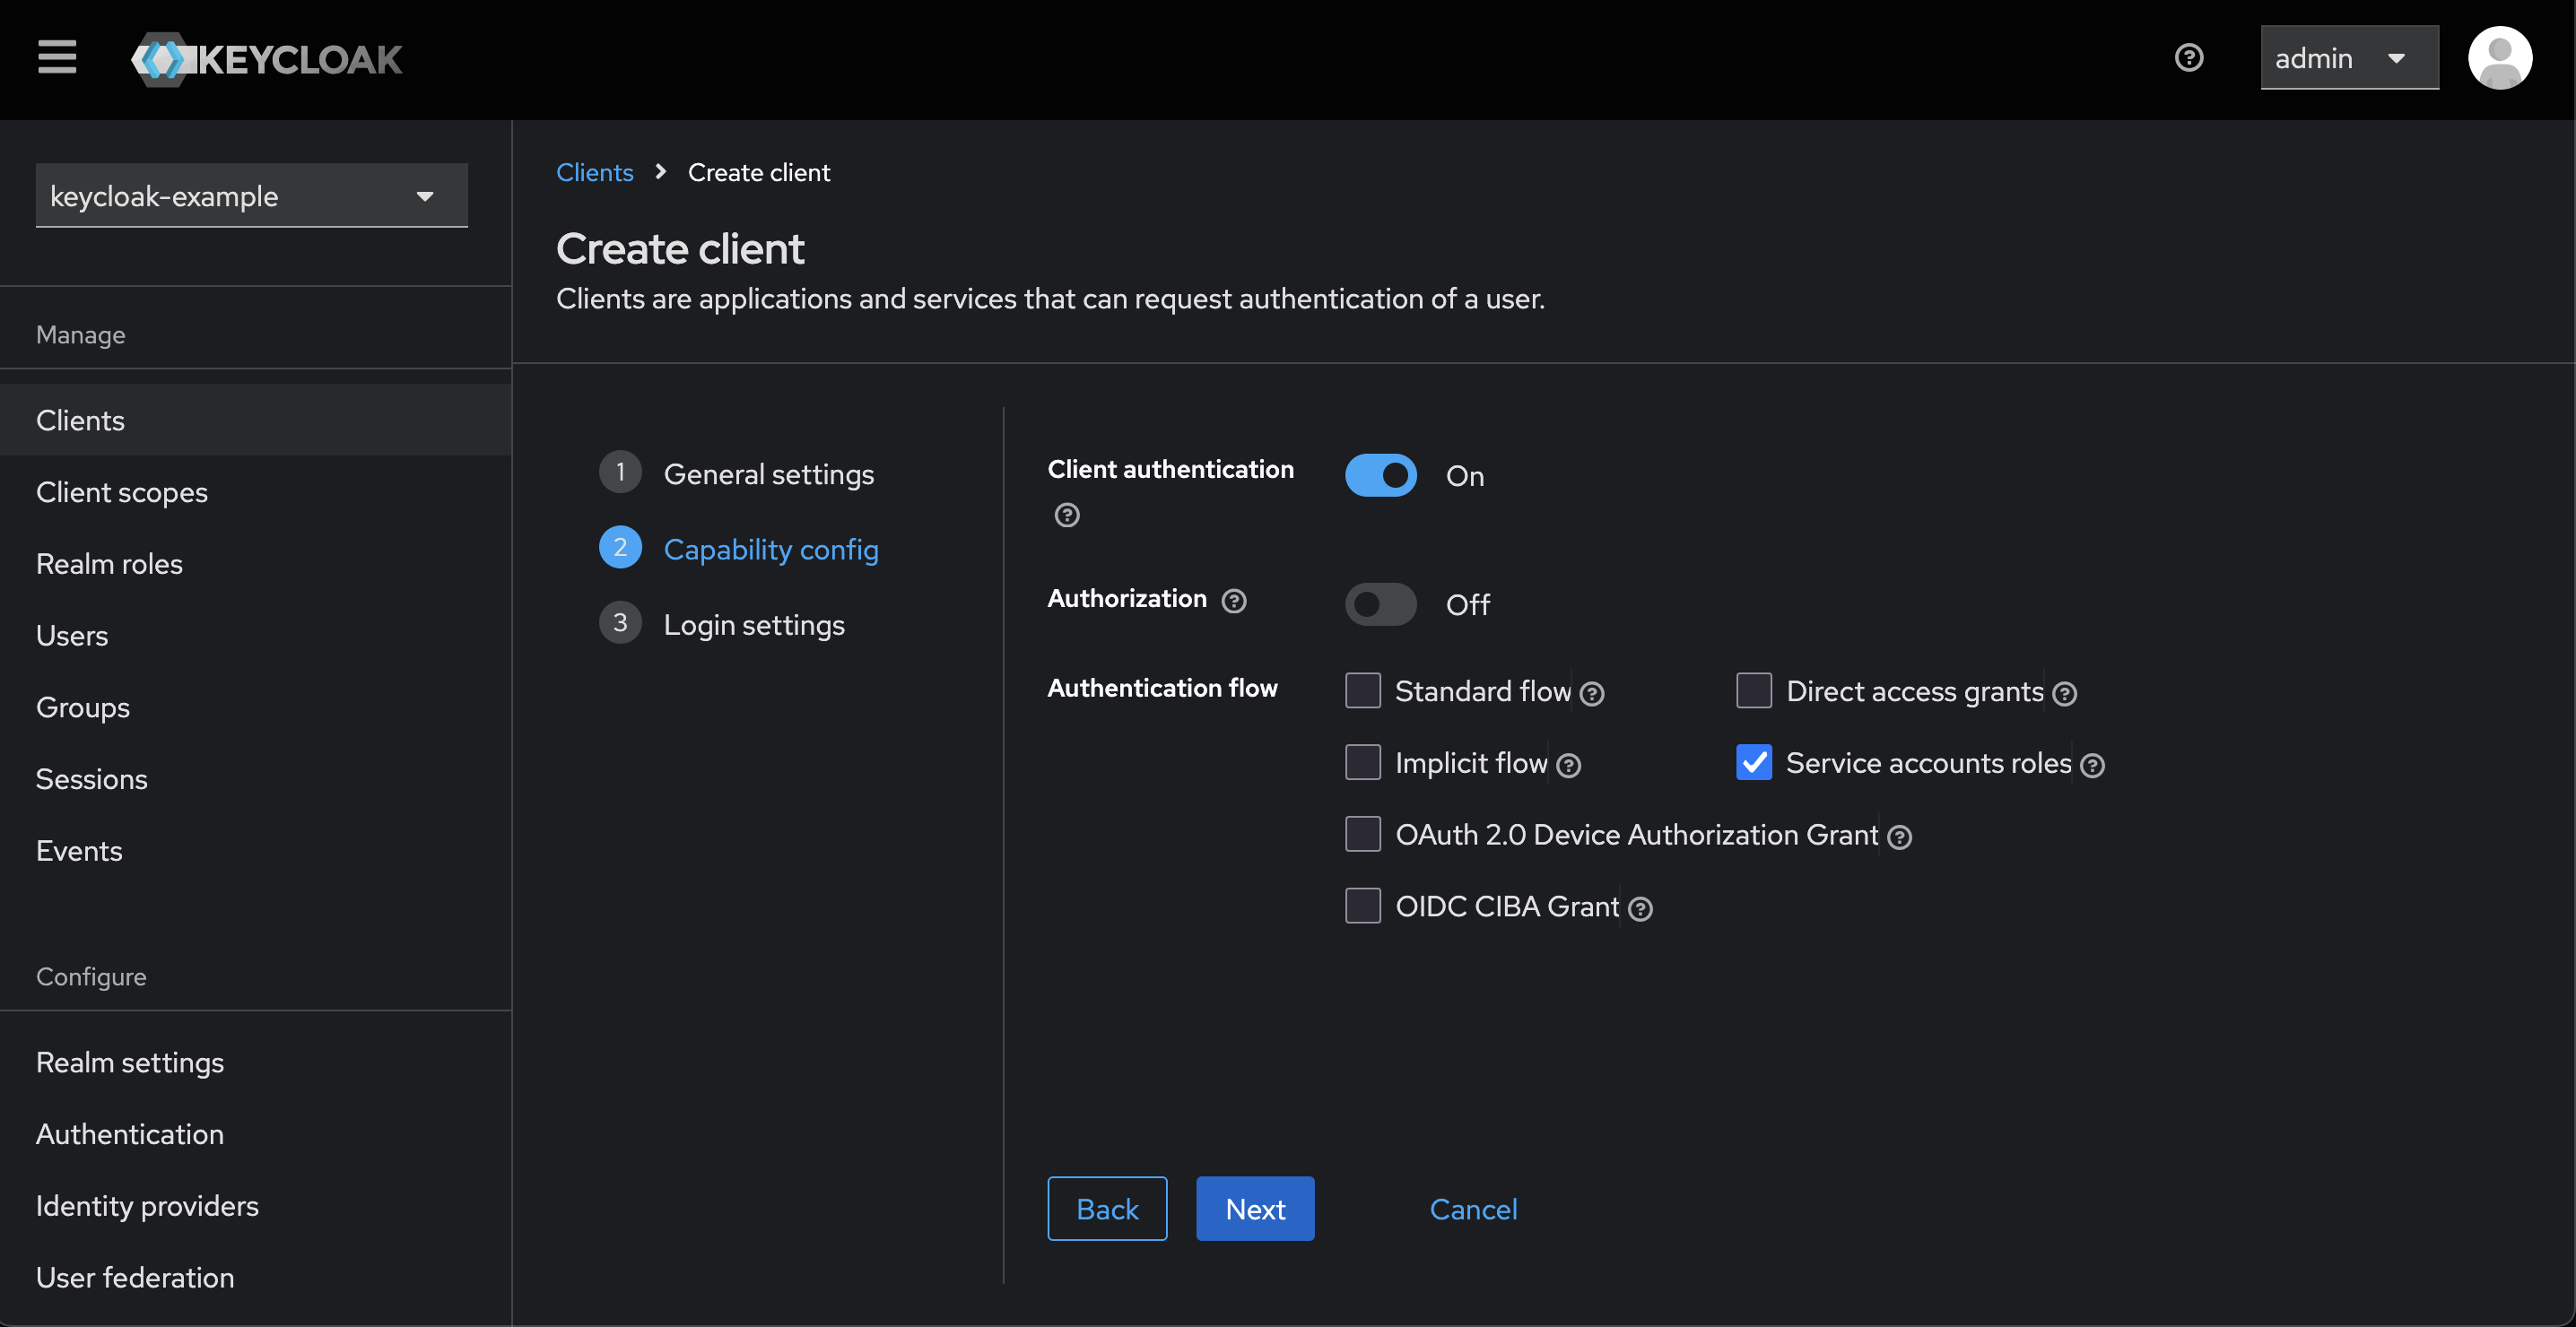 KEYCLOAK
admin
keycloak-example
Manage
Clients
Client scopes
Realm roles
Users
Groups
Sessions
Events
Configure
Realm settings
Authentication
Identity providers
User federation
Clients > Create client
Create client
Clients are applications and services that can request authentication of a user.
1 General settings
2 Capability config
3 Login settings
Client authentication On
Authorization Off
Authentication flow
Standard flow Direct access grants
Implicit flow Service accounts roles
OAuth 2.0 Device Authorization Grant
OIDC CIBA Grant
Back Next Cancel